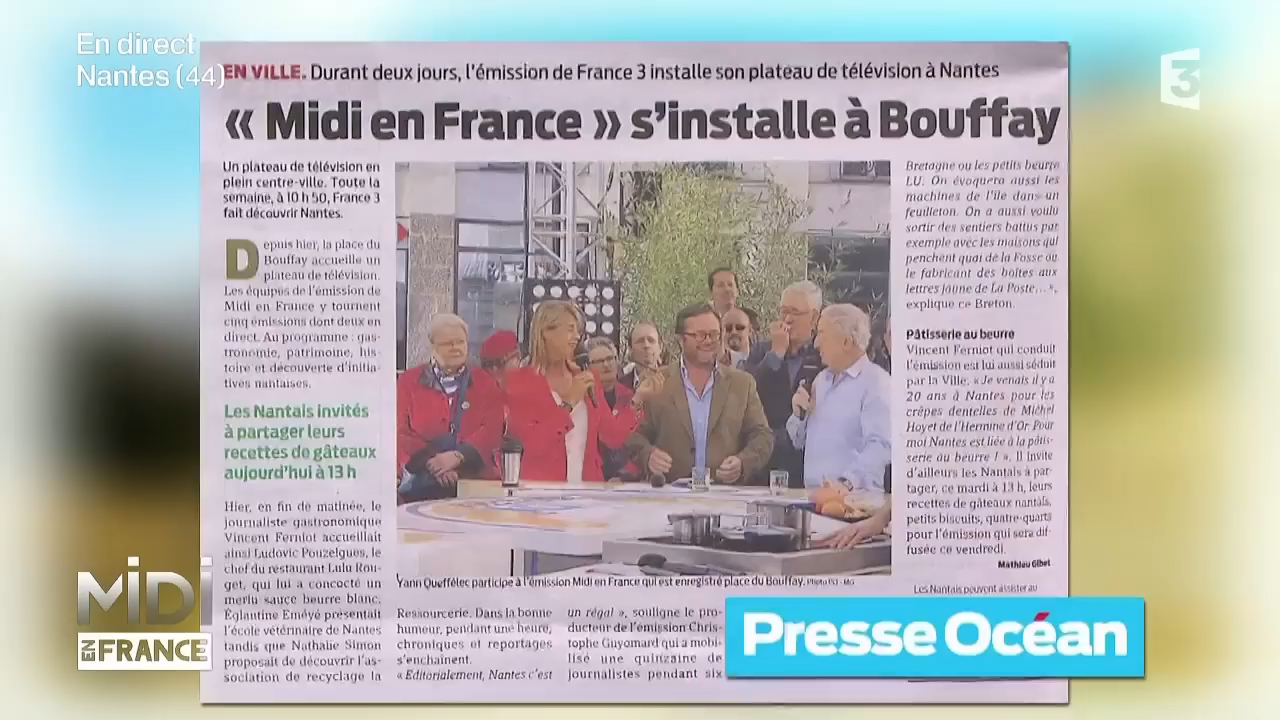 En direct
Nantes (44)
3
EN VILLE. Durant deux jours, l'émission de France 3 installe son plateau de télévision à Nantes
« Midi en France » s'installe à Bouffay
Un plateau de télévision en
plein centre-ville. Toute la
semaine, à 10 h 50, France 3
fait découvrir Nantes.
Depuis hier, la place du
Bouffay accueille un
plateau de télévision.
Les équipes de l'émission de
Midi en France y tournent
cinq émissions dont deux en
direct. Au programme : gas-
tronomie, patrimoine, his-
toire et découverte d'initia-
tives nantaises.
Les Nantais invités
à partager leurs
recettes de gâteaux
aujourd'hui à 13 h
Hier, en fin de matinée, le
journaliste gastronomique
Vincent Ferniot accueillait
ainsi Ludovic Pouzelgues, le
chef du restaurant Lulu Rou-
get, qui lui a concocté un
merlu sauce beurre blanc,
Églantine Eméyé présentait
l'école vétérinaire de Nantes
tandis que Nathalie Simon
proposait de découvrir l'as-
sociation de recyclage la
Yann Queffélec participe à l'émission Midi en France qui est enregistré place du Bouffay.
Ressourcerie. Dans la bonne
humeur, pendant une heure,
chroniques et reportages
s'enchaînent.
« Editorialement, Nantes c'est
un régal », souligne le pro-
ducteur de l'émission Chris-
tophe Guyomard qui a mobi-
lisé une quinzaine de
journalistes pendant six
Bretagne ou les petits beurre
LU. On évoquera aussi les
machines de l'île dans un
feuilleton. On a aussi voulu
sortir des sentiers battus par
exemple avec les maisons qui
penchent quai de la Fosse ou
le fabricant des boîtes aux
lettres jaune de La Poste... »,
explique ce Breton.
Pâtisserie au beurre
Vincent Ferniot qui conduit
l'émission est lui aussi séduit
par la Ville. « Je venais il y a
20 ans à Nantes pour les
crêpes dentelles de Michel
Hoyet de l'Hermine d'Or. Pour
moi Nantes est liée à la pâtis-
serie au beurre ! ». Il invite
d'ailleurs les Nantais à par-
tager, ce mardi à 13 h, leurs
recettes de gâteaux nantais,
petits biscuits, quatre-quarts
pour l'émission qui sera dif-
fusée ce vendredi.
Mathieu Gibet
Les Nantais peuvent assister au
MiDi
EN FRANCE
Presse Océan